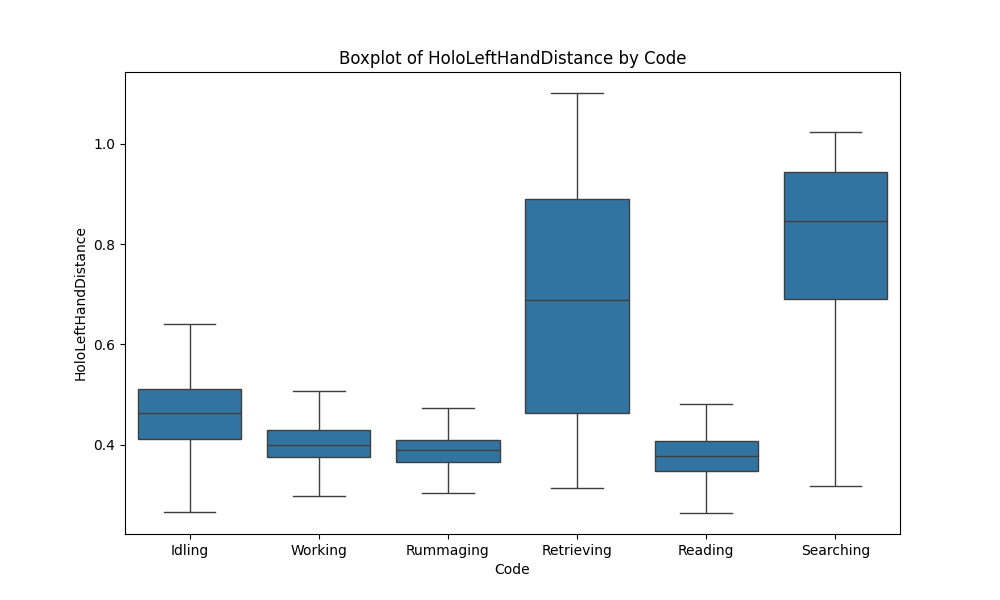 Boxplot of HoloLeftHandDistance by Code
HoloLeftHandDistance
1.0
0.8
0.6
0.4
Idling Working Rummaging Retrieving Reading Searching
Code